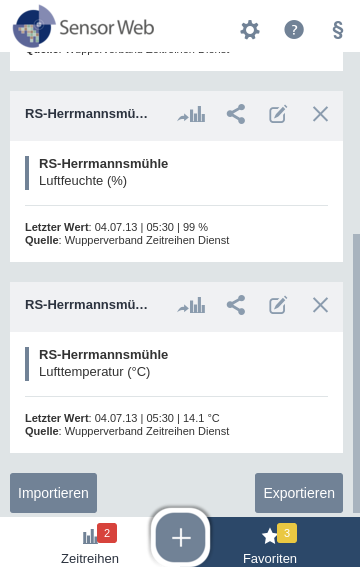 Sensor Web
?
§
Quelle: Wupperverband Zeitreihen Dienst
RS-Herrmannsmü…
RS-Herrmannsmühle
Luftfeuchte (%)
Letzter Wert: 04.07.13 | 05:30 | 99 %
Quelle: Wupperverband Zeitreihen Dienst
RS-Herrmannsmü…
RS-Herrmannsmühle
Lufttemperatur (°C)
Letzter Wert: 04.07.13 | 05:30 | 14.1 °C
Quelle: Wupperverband Zeitreihen Dienst
Importieren
Exportieren
2
3
Zeitreihen
Favoriten